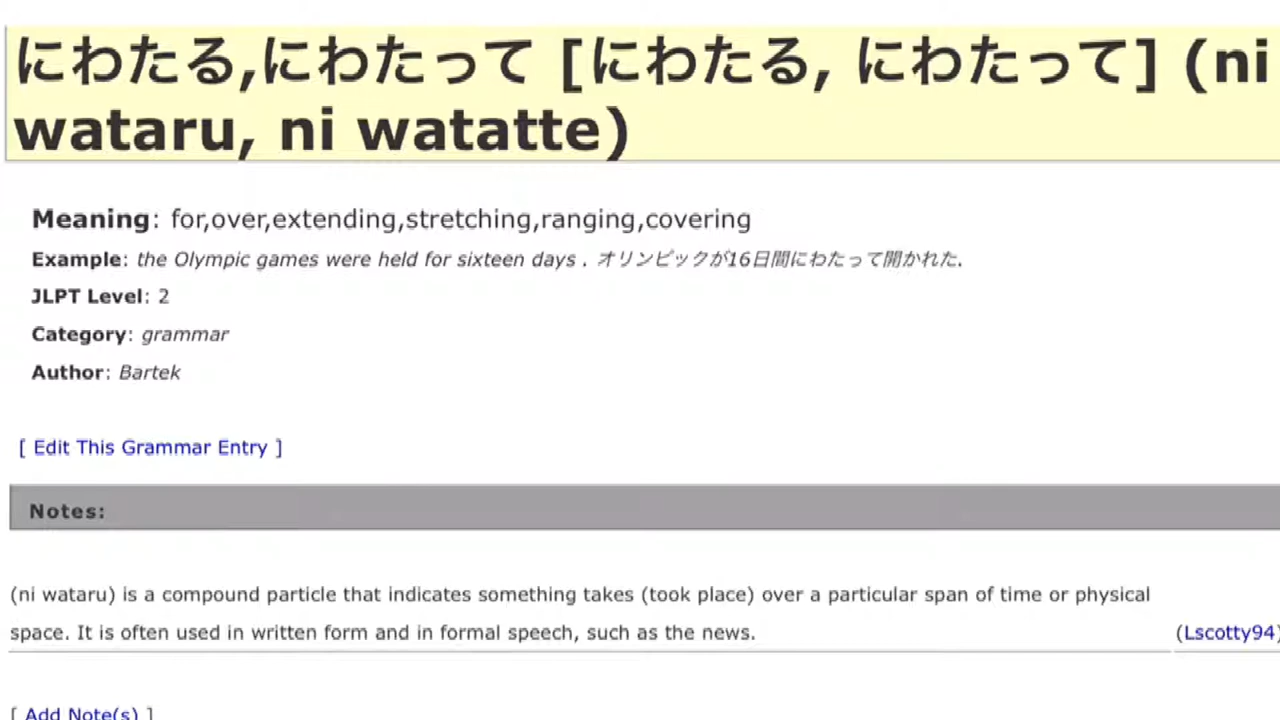 にわたる,にわたって [にわたる, にわたって] (ni
wataru, ni watatte)
Meaning: for,over,extending,stretching,ranging,covering
Example: the Olympic games were held for sixteen days . オリンピックが16日間にわたって開かれた.
JLPT Level: 2
Category: grammar
Author: Bartek
[ Edit This Grammar Entry ]
Notes:
(ni wataru) is a compound particle that indicates something takes (took place) over a particular span of time or physical
space. It is often used in written form and in formal speech, such as the news.
(Lscotty94)
[ Add Note(s) ]